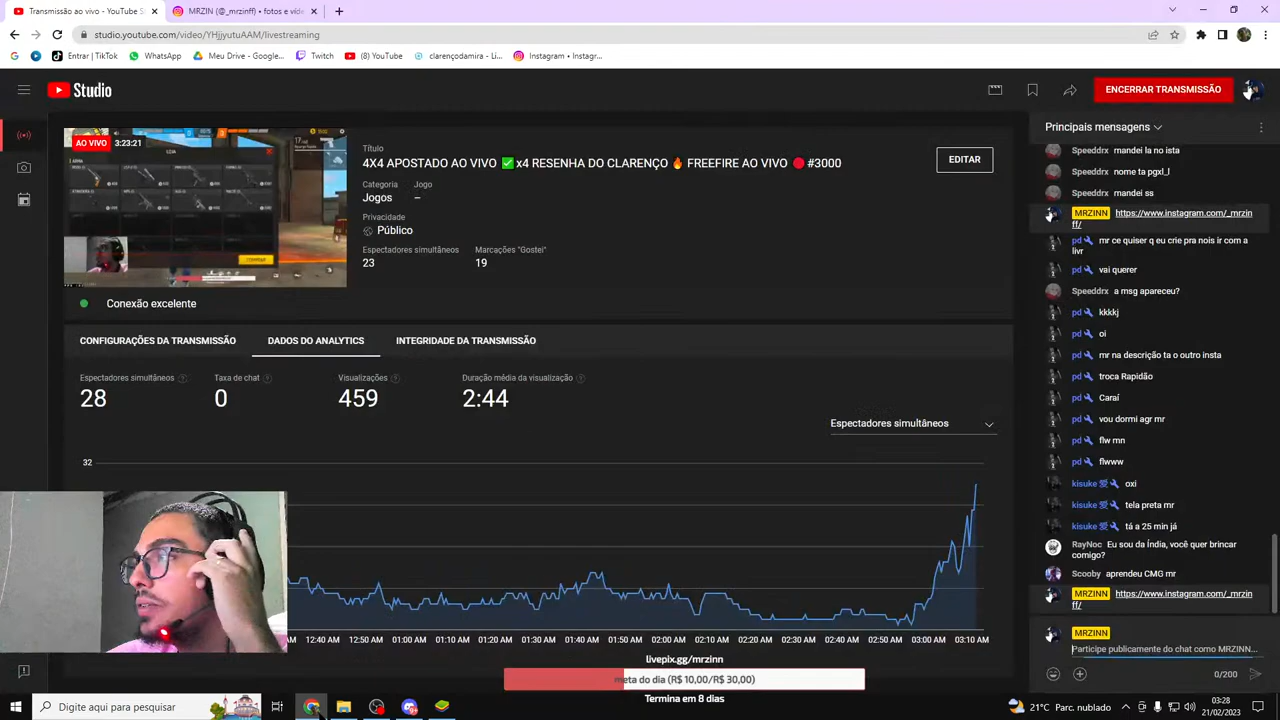 Transmissão ao vivo - YouTube S
MRZIN (@_mrzinff) • fotos e víde
studio.youtube.com/video/YHjjyutuAAM/livestreaming
Entrar | TikTok
WhatsApp
Meu Drive - Google...
Twitch
(8) YouTube
clarençodamira - Li...
Instagram • Instagr...
Studio
ENCERRAR TRANSMISSÃO
AO VIVO
3:23:21
Título
4X4 APOSTADO AO VIVO ✅ x4 RESENHA DO CLARENÇO 🔥 FREEFIRE AO VIVO 🔴 #3000
EDITAR
Categoria
Jogo
Jogos
–
Privacidade
Público
Espectadores simultâneos
Marcações "Gostei"
23
19
Conexão excelente
CONFIGURAÇÕES DA TRANSMISSÃO
DADOS DO ANALYTICS
INTEGRIDADE DA TRANSMISSÃO
Espectadores simultâneos
Taxa de chat
Visualizações
Duração média da visualização
28
0
459
2:44
Espectadores simultâneos
32
AM
12:40 AM
12:50 AM
01:00 AM
01:10 AM
01:20 AM
01:30 AM
01:40 AM
01:50 AM
02:00 AM
02:10 AM
02:20 AM
02:30 AM
02:40 AM
02:50 AM
03:00 AM
03:10 AM
livepix.gg/mrzinn
meta do dia (R$ 10,00/R$ 30,00)
Termina em 8 dias
Principais mensagens
Speeddrx mandei la no ista
Speeddrx nome ta pgxl_l
Speeddrx mandei ss
MRZINN https://www.instagram.com/_mrzin
ff/
pd mr ce quiser q eu crie pra nois ir com a
livr
pd vai querer
Speeddrx a msg apareceu?
pd kkkkj
pd oi
pd mr na descrição ta o outro insta
pd troca Rapidão
pd Caraí
pd vou dormi agr mr
pd flw mn
pd flwww
kisuke 愛 oxi
kisuke 愛 tela preta mr
kisuke 愛 tá a 25 min já
RayNoc Eu sou da Índia, você quer brincar
comigo?
Scooby aprendeu CMG mr
MRZINN https://www.instagram.com/_mrzin
ff/
MRZINN
Participe publicamente do chat como MRZINN...
0/200
Digite aqui para pesquisar
21°C Parc. nublado
03:28
21/02/2023